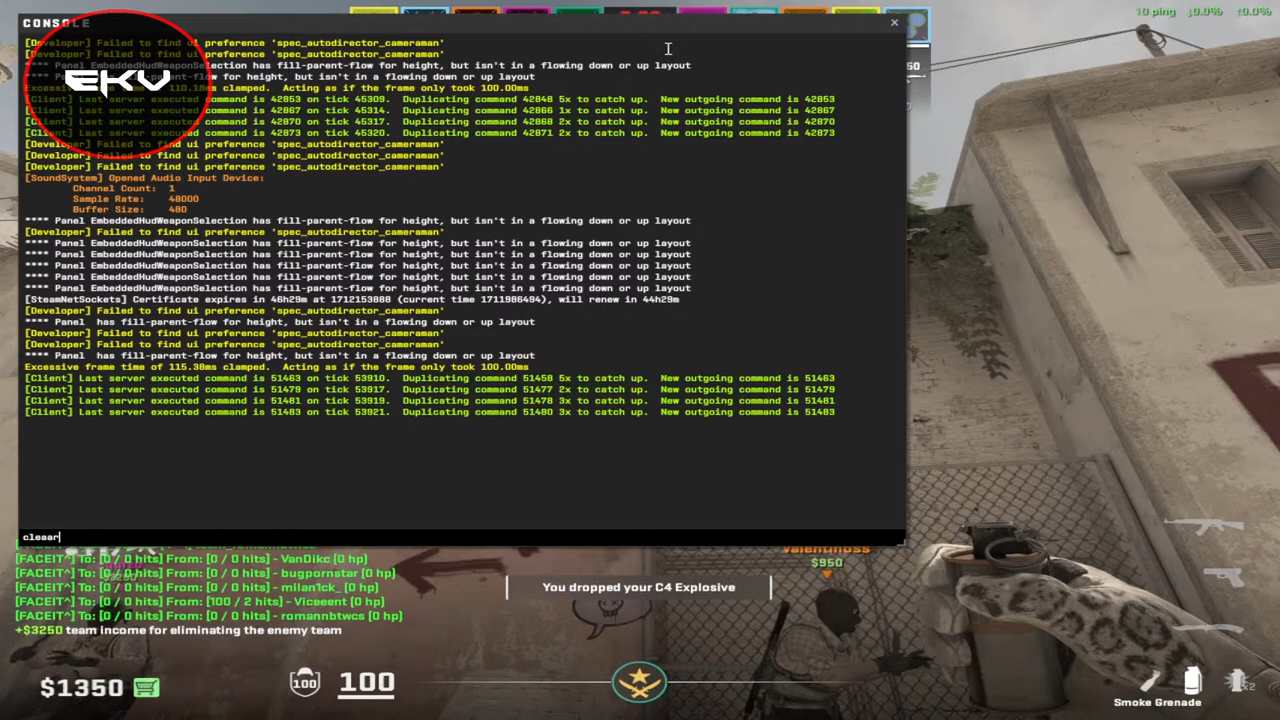 CONSOLE
10 ping ↓0.0% ↑0.0%
[Developer] Failed to find ui preference 'spec_autodirector_cameraman'
[Developer] Failed to find ui preference 'spec_autodirector_cameraman'
**** Panel EmbeddedHudWeaponSelection has fill-parent-flow for height, but isn't in a flowing down or up layout
**** Panel has fill-parent-flow for height, but isn't in a flowing down or up layout
EKV
Excessive frame time of 110.18ms clamped. Acting as if the frame only took 100.00ms
[Client] Last server executed command is 42853 on tick 45309. Duplicating command 42848 5x to catch up. New outgoing command is 42853
[Client] Last server executed command is 42867 on tick 45314. Duplicating command 42866 1x to catch up. New outgoing command is 42867
[Client] Last server executed command is 42870 on tick 45317. Duplicating command 42868 2x to catch up. New outgoing command is 42870
[Client] Last server executed command is 42873 on tick 45320. Duplicating command 42871 2x to catch up. New outgoing command is 42873
[Developer] Failed to find ui preference 'spec_autodirector_cameraman'
[Developer] Failed to find ui preference 'spec_autodirector_cameraman'
[Developer] Failed to find ui preference 'spec_autodirector_cameraman'
[SoundSystem] Opened Audio Input Device:
Channel Count: 1
Sample Rate: 48000
Buffer Size: 480
**** Panel EmbeddedHudWeaponSelection has fill-parent-flow for height, but isn't in a flowing down or up layout
[Developer] Failed to find ui preference 'spec_autodirector_cameraman'
**** Panel EmbeddedHudWeaponSelection has fill-parent-flow for height, but isn't in a flowing down or up layout
**** Panel EmbeddedHudWeaponSelection has fill-parent-flow for height, but isn't in a flowing down or up layout
**** Panel EmbeddedHudWeaponSelection has fill-parent-flow for height, but isn't in a flowing down or up layout
**** Panel EmbeddedHudWeaponSelection has fill-parent-flow for height, but isn't in a flowing down or up layout
**** Panel EmbeddedHudWeaponSelection has fill-parent-flow for height, but isn't in a flowing down or up layout
[SteamNetSockets] Certificate expires in 46h29m at 1712153888 (current time 1711986494), will renew in 44h29m
[Developer] Failed to find ui preference 'spec_autodirector_cameraman'
**** Panel has fill-parent-flow for height, but isn't in a flowing down or up layout
[Developer] Failed to find ui preference 'spec_autodirector_cameraman'
[Developer] Failed to find ui preference 'spec_autodirector_cameraman'
**** Panel has fill-parent-flow for height, but isn't in a flowing down or up layout
Excessive frame time of 115.38ms clamped. Acting as if the frame only took 100.00ms
[Client] Last server executed command is 51463 on tick 53910. Duplicating command 51458 5x to catch up. New outgoing command is 51463
[Client] Last server executed command is 51479 on tick 53917. Duplicating command 51477 2x to catch up. New outgoing command is 51479
[Client] Last server executed command is 51481 on tick 53919. Duplicating command 51478 3x to catch up. New outgoing command is 51481
[Client] Last server executed command is 51483 on tick 53921. Duplicating command 51480 3x to catch up. New outgoing command is 51483
cleaar
[FACEIT^] To: [0 / 0 hits] From: [0 / 0 hits] - VanDikc [0 hp]
[FACEIT^] To: [0 / 0 hits] From: [0 / 0 hits] - bugpornstar [0 hp]
[FACEIT^] To: [0 / 0 hits] From: [0 / 0 hits] - milan1ck_ [0 hp]
[FACEIT^] To: [0 / 0 hits] From: [100 / 2 hits] - Viceeent [0 hp]
[FACEIT^] To: [0 / 0 hits] From: [0 / 0 hits] - romannbtwcs [0 hp]
+$3250 team income for eliminating the enemy team
$950
You dropped your C4 Explosive
$1350
100
100
x2
Smoke Grenade